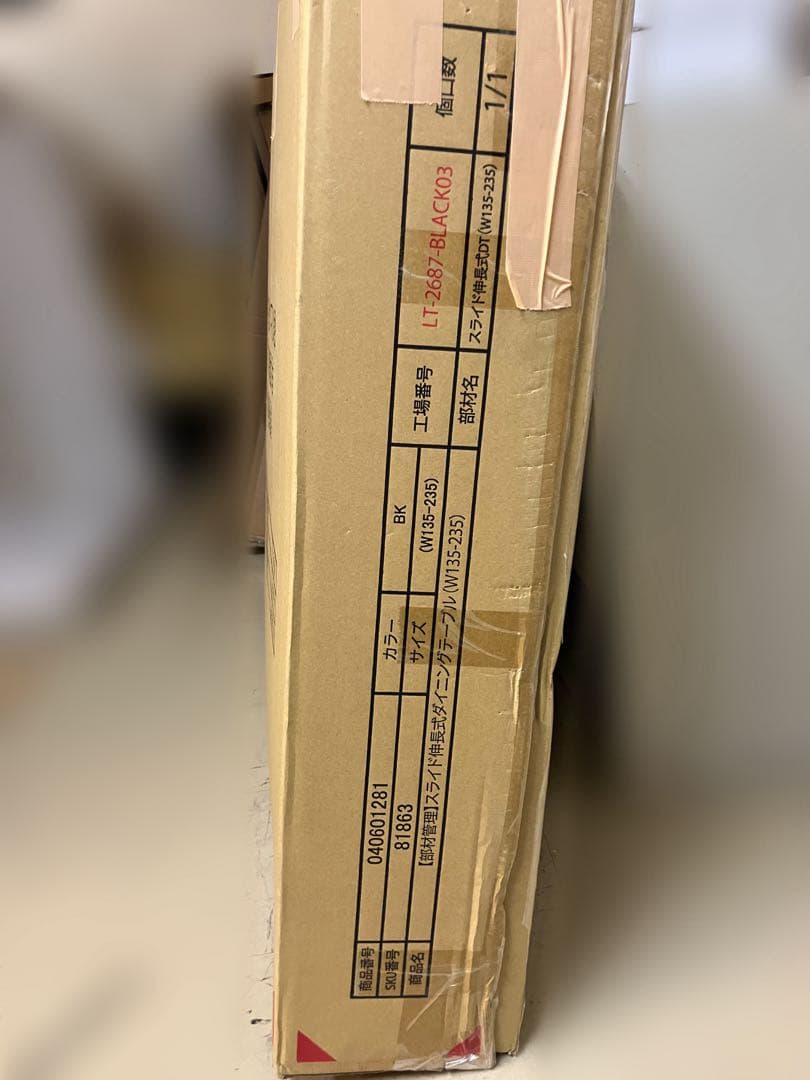 商品番号 040601281 カラー BK
SKU番号 81863 サイズ (W135-235)
商品名 【部材管理】スライド伸長式ダイニングテーブル(W135-235)
工場番号 LT-2687-BLACK03 個口数
部材名 スライド伸長式DT(W135-235) 1/1